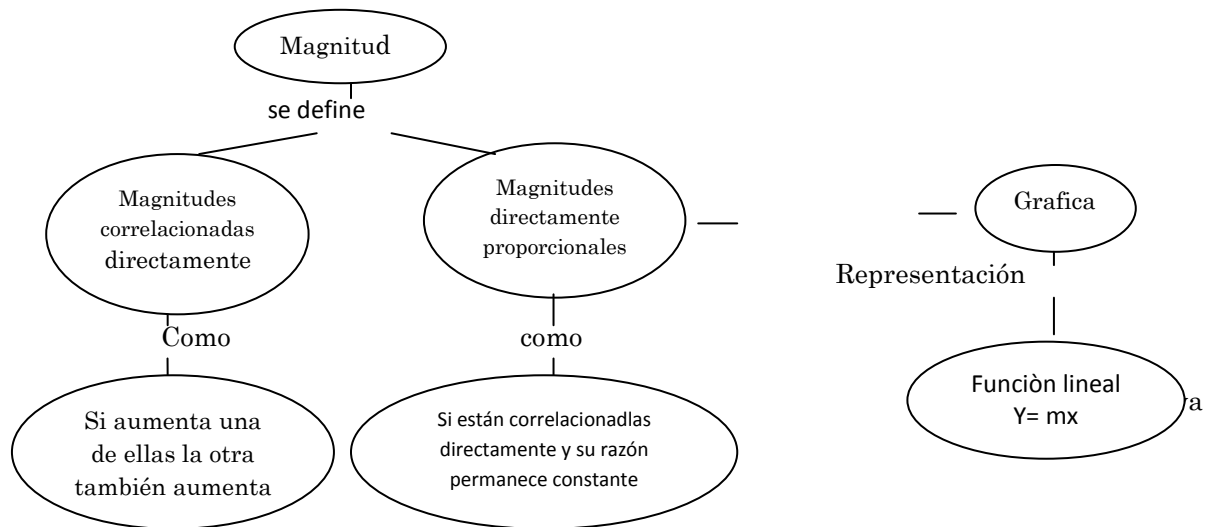 Magnitud
se define
Magnitudes
correlacionadas
directamente
Magnitudes
directamente
proporcionales
Grafica
Representación
Como
como
Si aumenta una
de ellas la otra
también aumenta
Si están correlacionadlas
directamente y su razón
permanece constante
Funciòn lineal
Y= mx